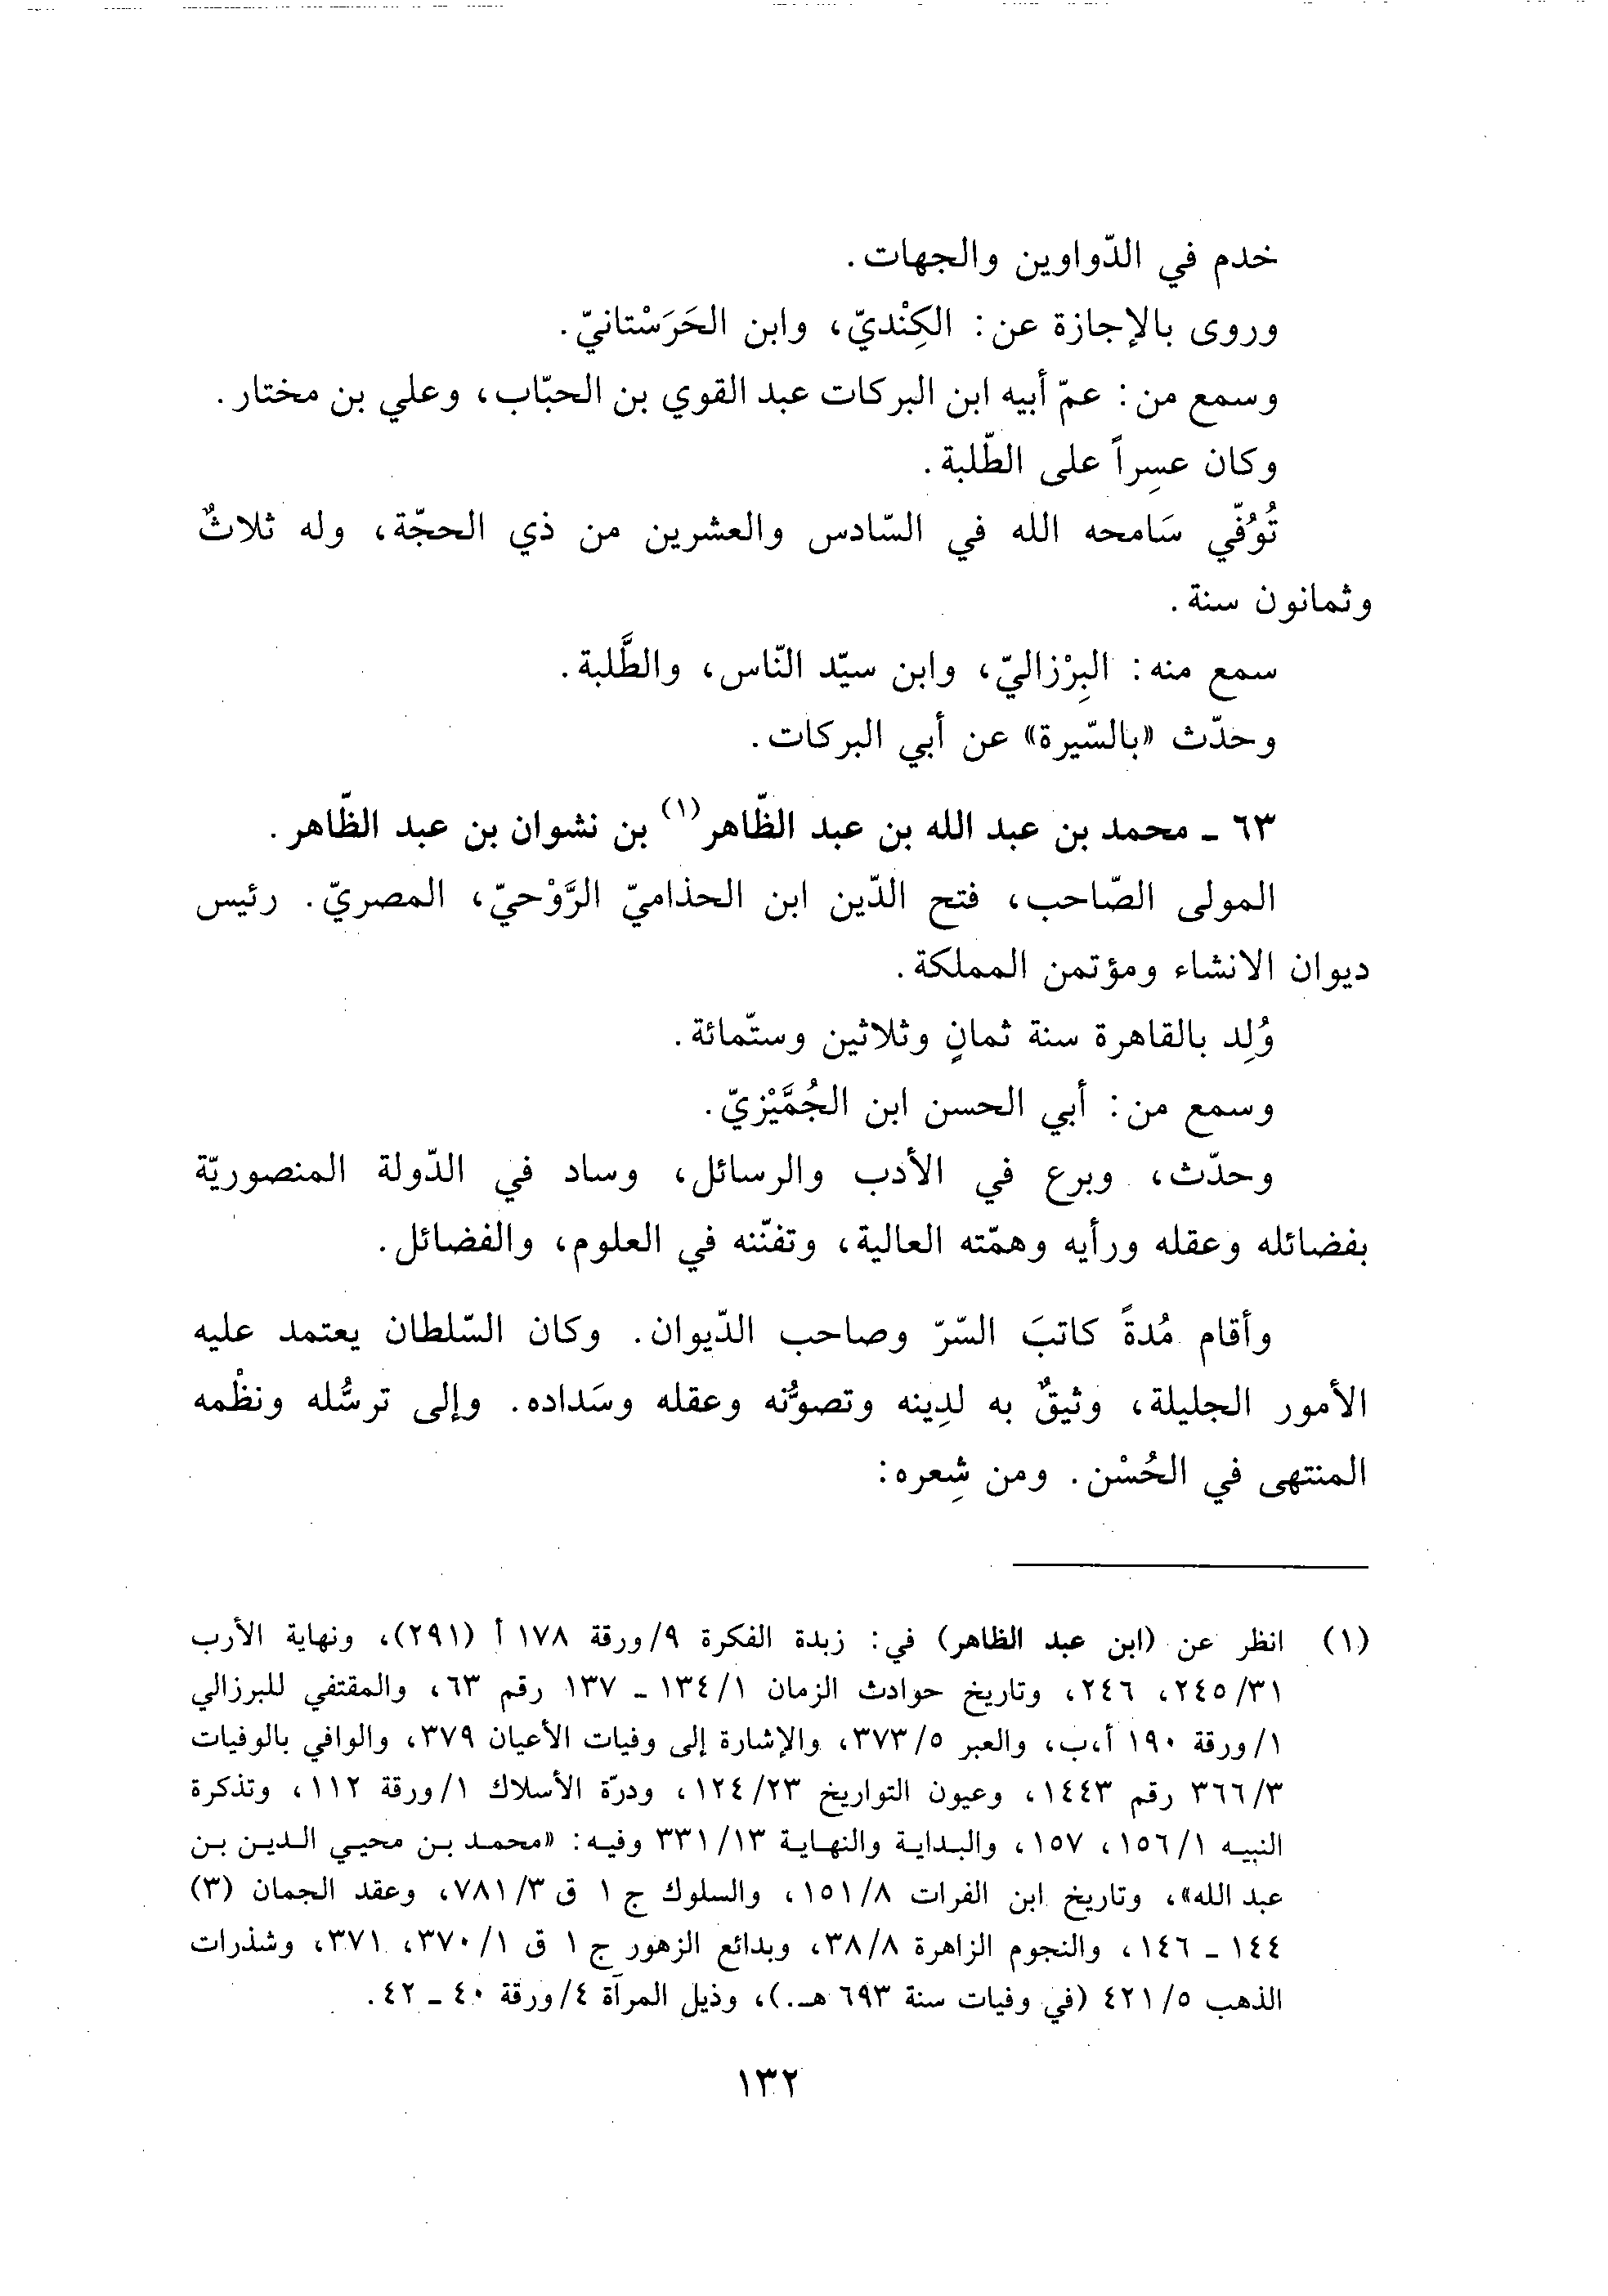 خدم في الدّواوين والجهات.
وروى بالإجازة عن: الكِنْديّ، وابن الحَرَسْتانيّ.
وسمع من: عمّ أبيه ابن البركات عبد القوي بن الحبّاب، وعلي بن مختار.
وكان عسِراً على الطّلبة.
تُوُفّي سَامحه الله في السّادس والعشرين من ذي الحجّة، وله ثلاثٌ
وثمانون سنة.
سمع منه: البِرْزاليّ، وابن سيّد النّاس، والطَّلبة.
وحدّث «بالسّيرة» عن أبي البركات.
٦٣ ـ محمد بن عبد الله بن عبد الظّاهر(١) بن نشوان بن عبد الظّاهر.
المولى الصّاحب، فتح الدّين ابن الحذاميّ الرَّوْحيّ، المصريّ. رئيس
ديوان الانشاء ومؤتمن المملكة.
وُلِد بالقاهرة سنة ثمانٍ وثلاثين وستّمائة.
وسمع من: أبي الحسن ابن الجُمَّيْزيّ.
وحدّث، وبرع في الأدب والرسائل، وساد في الدّولة المنصوريّة
بفضائله وعقله ورأيه وهمّته العالية، وتفنّنه في العلوم، والفضائل.
وأقام مُدةً كاتبَ السّرّ وصاحب الدّيوان. وكان السّلطان يعتمد عليه
الأمور الجليلة، وثيقٌ به لدِينه وتصوُّنه وعقله وسَداده. وإلى ترسُّله ونظْمه
المنتهى في الحُسْن. ومن شِعره:
(١) انظر عن (ابن عبد الظاهر) في: زبدة الفكرة ٩/ورقة ١٧٨ أ (٢٩١)، ونهاية الأرب
٣١/٢٤٥، ٢٤٦، وتاريخ حوادث الزمان ١/١٣٤ ـ ١٣٧ رقم ٦٣، والمقتفي للبرزالي
١/ورقة ١٩٠ أ،ب، والعبر ٥/٣٧٣، والإشارة إلى وفيات الأعيان ٣٧٩، والوافي بالوفيات
٣/٣٦٦ رقم ١٤٤٣، وعيون التواريخ ٢٣/١٢٤، ودرّة الأسلاك ١/ورقة ١١٢، وتذكرة
النبيه ١/١٥٦، ١٥٧، والبداية والنهاية ١٣/٣٣١ وفيه: «محمد بن محيي الدين بن
عبد الله»، وتاريخ ابن الفرات ٨/١٥١، والسلوك ج ١ ق ٣/٧٨١، وعقد الجمان (٣)
١٤٤ ـ ١٤٦، والنجوم الزاهرة ٨/٣٨، وبدائع الزهور ج ١ ق ١/٣٧٠، ٣٧١، وشذرات
الذهب ٥/٤٢١ (في وفيات سنة ٦٩٣ هـ.)، وذيل المرآة ٤/ورقة ٤٠ ـ ٤٢.
١٣٢